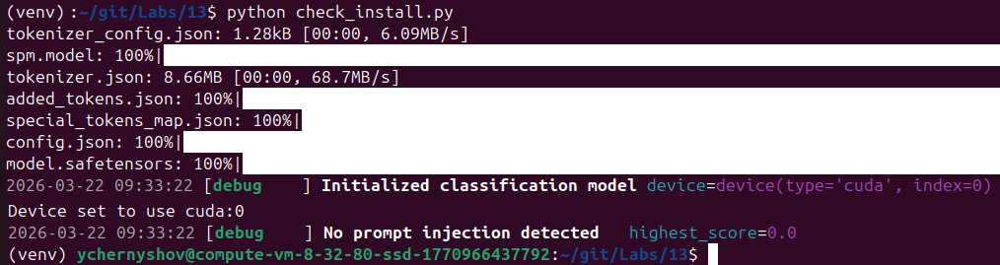 (venv) :~/git/Labs/13$ python check_install.py
tokenizer_config.json: 1.28kB [00:00, 6.09MB/s]
spm.model: 100%|
tokenizer.json: 8.66MB [00:00, 68.7MB/s]
added_tokens.json: 100%|
special_tokens_map.json: 100%|
config.json: 100%|
model.safetensors: 100%|
2026-03-22 09:33:22 [debug    ] Initialized classification model device=device(type='cuda', index=0)
Device set to use cuda:0
2026-03-22 09:33:22 [debug    ] No prompt injection detected   highest_score=0.0
(venv) ychernyshov@compute-vm-8-32-80-ssd-1770966437792:~/git/Labs/13$